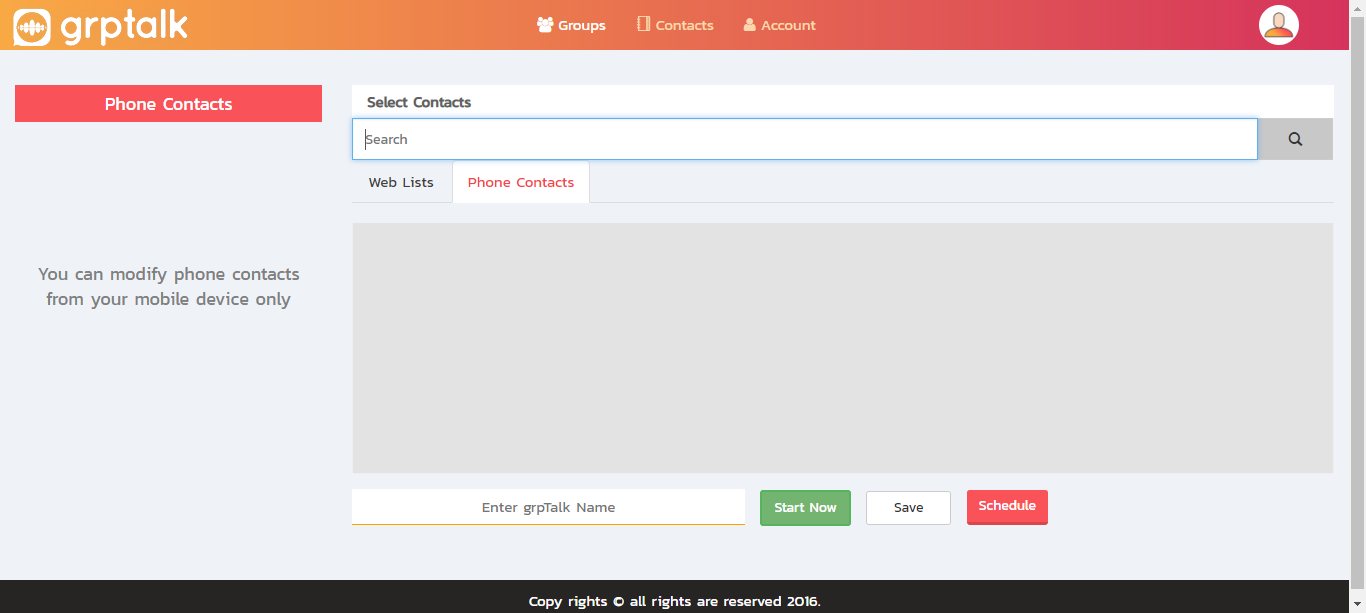 grptalk
Groups
Contacts
Account
Phone Contacts
You can modify phone contacts
from your mobile device only
Select Contacts
Search
Web Lists
Phone Contacts
Enter grpTalk Name
Start Now
Save
Schedule
Copy rights © all rights are reserved 2016.